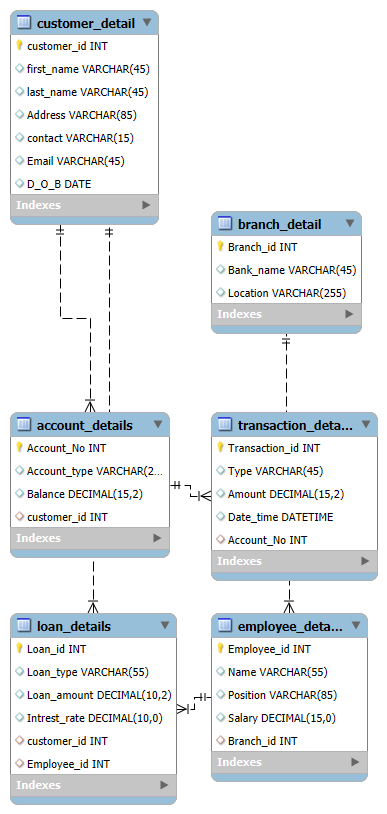 customer_detail
customer_id INT
first_name VARCHAR(45)
last_name VARCHAR(45)
Address VARCHAR(85)
contact VARCHAR(15)
Email VARCHAR(45)
D_O_B DATE
Indexes
branch_detail
Branch_id INT
Bank_name VARCHAR(45)
Location VARCHAR(255)
Indexes
account_details
Account_No INT
Account_type VARCHAR(2...
Balance DECIMAL(15,2)
customer_id INT
Indexes
transaction_deta...
Transaction_id INT
Type VARCHAR(45)
Amount DECIMAL(15,2)
Date_time DATETIME
Account_No INT
Indexes
loan_details
Loan_id INT
Loan_type VARCHAR(55)
Loan_amount DECIMAL(10,2)
Intrest_rate DECIMAL(10,0)
customer_id INT
Employee_id INT
Indexes
employee_deta...
Employee_id INT
Name VARCHAR(55)
Position VARCHAR(85)
Salary DECIMAL(15,0)
Branch_id INT
Indexes